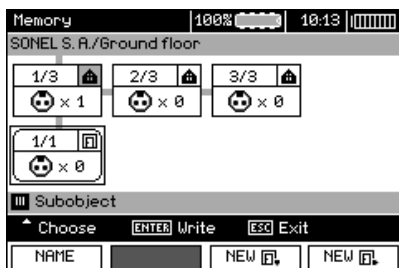 Memory 100% 10:13
SONEL S.A./Ground floor
1/3 2/3 3/3
x 1 x 0 x 0
1/1
x 0
Subobject
Choose ENTER Write ESC Exit
NAME NEW NEW